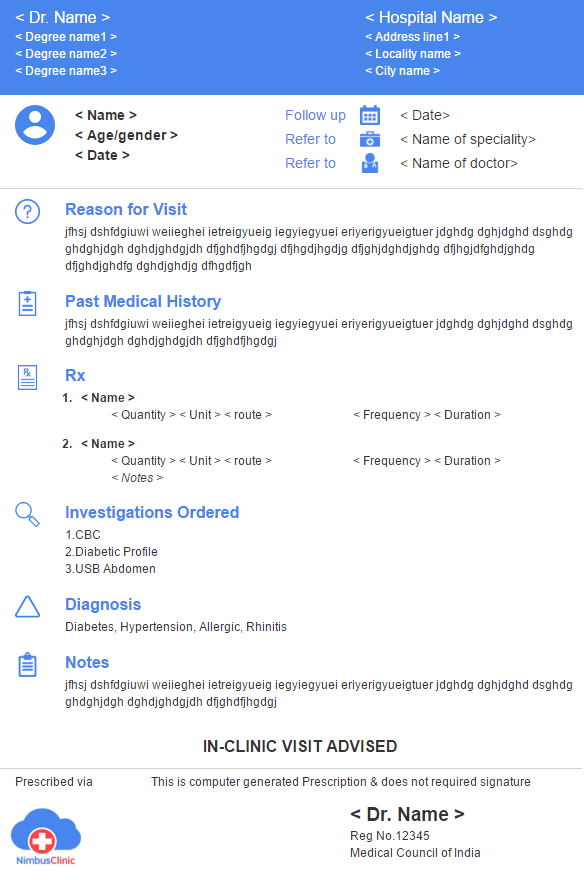 < Dr. Name >
< Degree name1 >
< Degree name2 >
< Degree name3 >
< Hospital Name >
< Address line1 >
< Locality name >
< City name >
< Name >
< Age/gender >
< Date >
Follow up < Date>
Refer to < Name of speciality>
Refer to < Name of doctor>
Reason for Visit
jfhsj dshfdgiuwi weiieghei ietreigyueig iegyiegyuei eriyerigyueigtuer jdghdg dghjdghd dsghdg
ghdghjdgh dghdjghdgjdh dfjghdfjhgdgj dfjhgdjhgdjg dfjghjdghdjghdg dfjhgjdfghdjghdg
dfjghdjghdfg dghdjghdjg dfhgdfjgh
Past Medical History
jfhsj dshfdgiuwi weiieghei ietreigyueig iegyiegyuei eriyerigyueigtuer jdghdg dghjdghd dsghdg
ghdghjdgh dghdjghdgjdh dfjghdfjhgdgj
Rx
Rx
1. < Name >
< Quantity > < Unit > < route > < Frequency > < Duration >
2. < Name >
< Quantity > < Unit > < route > < Frequency > < Duration >
< Notes >
Investigations Ordered
1.CBC
2.Diabetic Profile
3.USB Abdomen
Diagnosis
Diabetes, Hypertension, Allergic, Rhinitis
Notes
jfhsj dshfdgiuwi weiieghei ietreigyueig iegyiegyuei eriyerigyueigtuer jdghdg dghjdghd dsghdg
ghdghjdgh dghdjghdgjdh dfjghdfjhgdgj
IN-CLINIC VISIT ADVISED
Prescribed via This is computer generated Prescription & does not required signature
NimbusClinic
< Dr. Name >
Reg No.12345
Medical Council of India